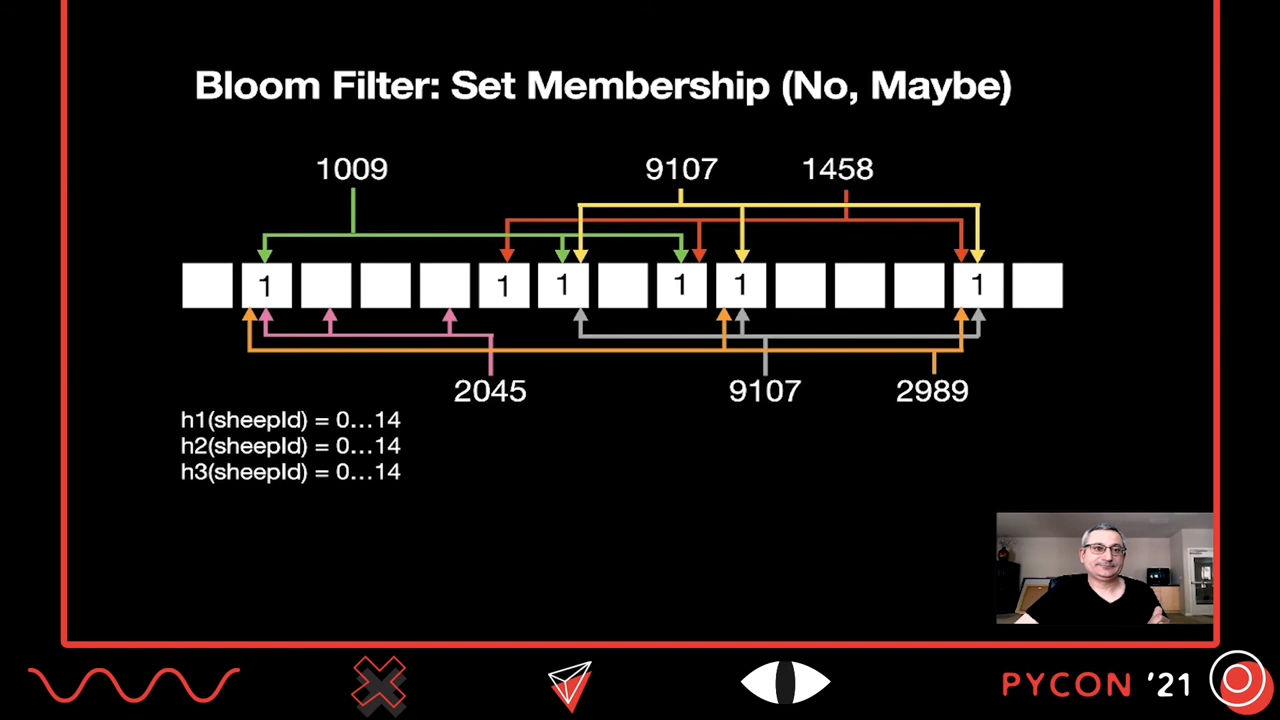 Bloom Filter: Set Membership (No, Maybe)
1009 9107 1458
1 1 1 1 1 1
2045 9107 2989
h1(sheepId) = 0...14
h2(sheepId) = 0...14
h3(sheepId) = 0...14
PYCON '21